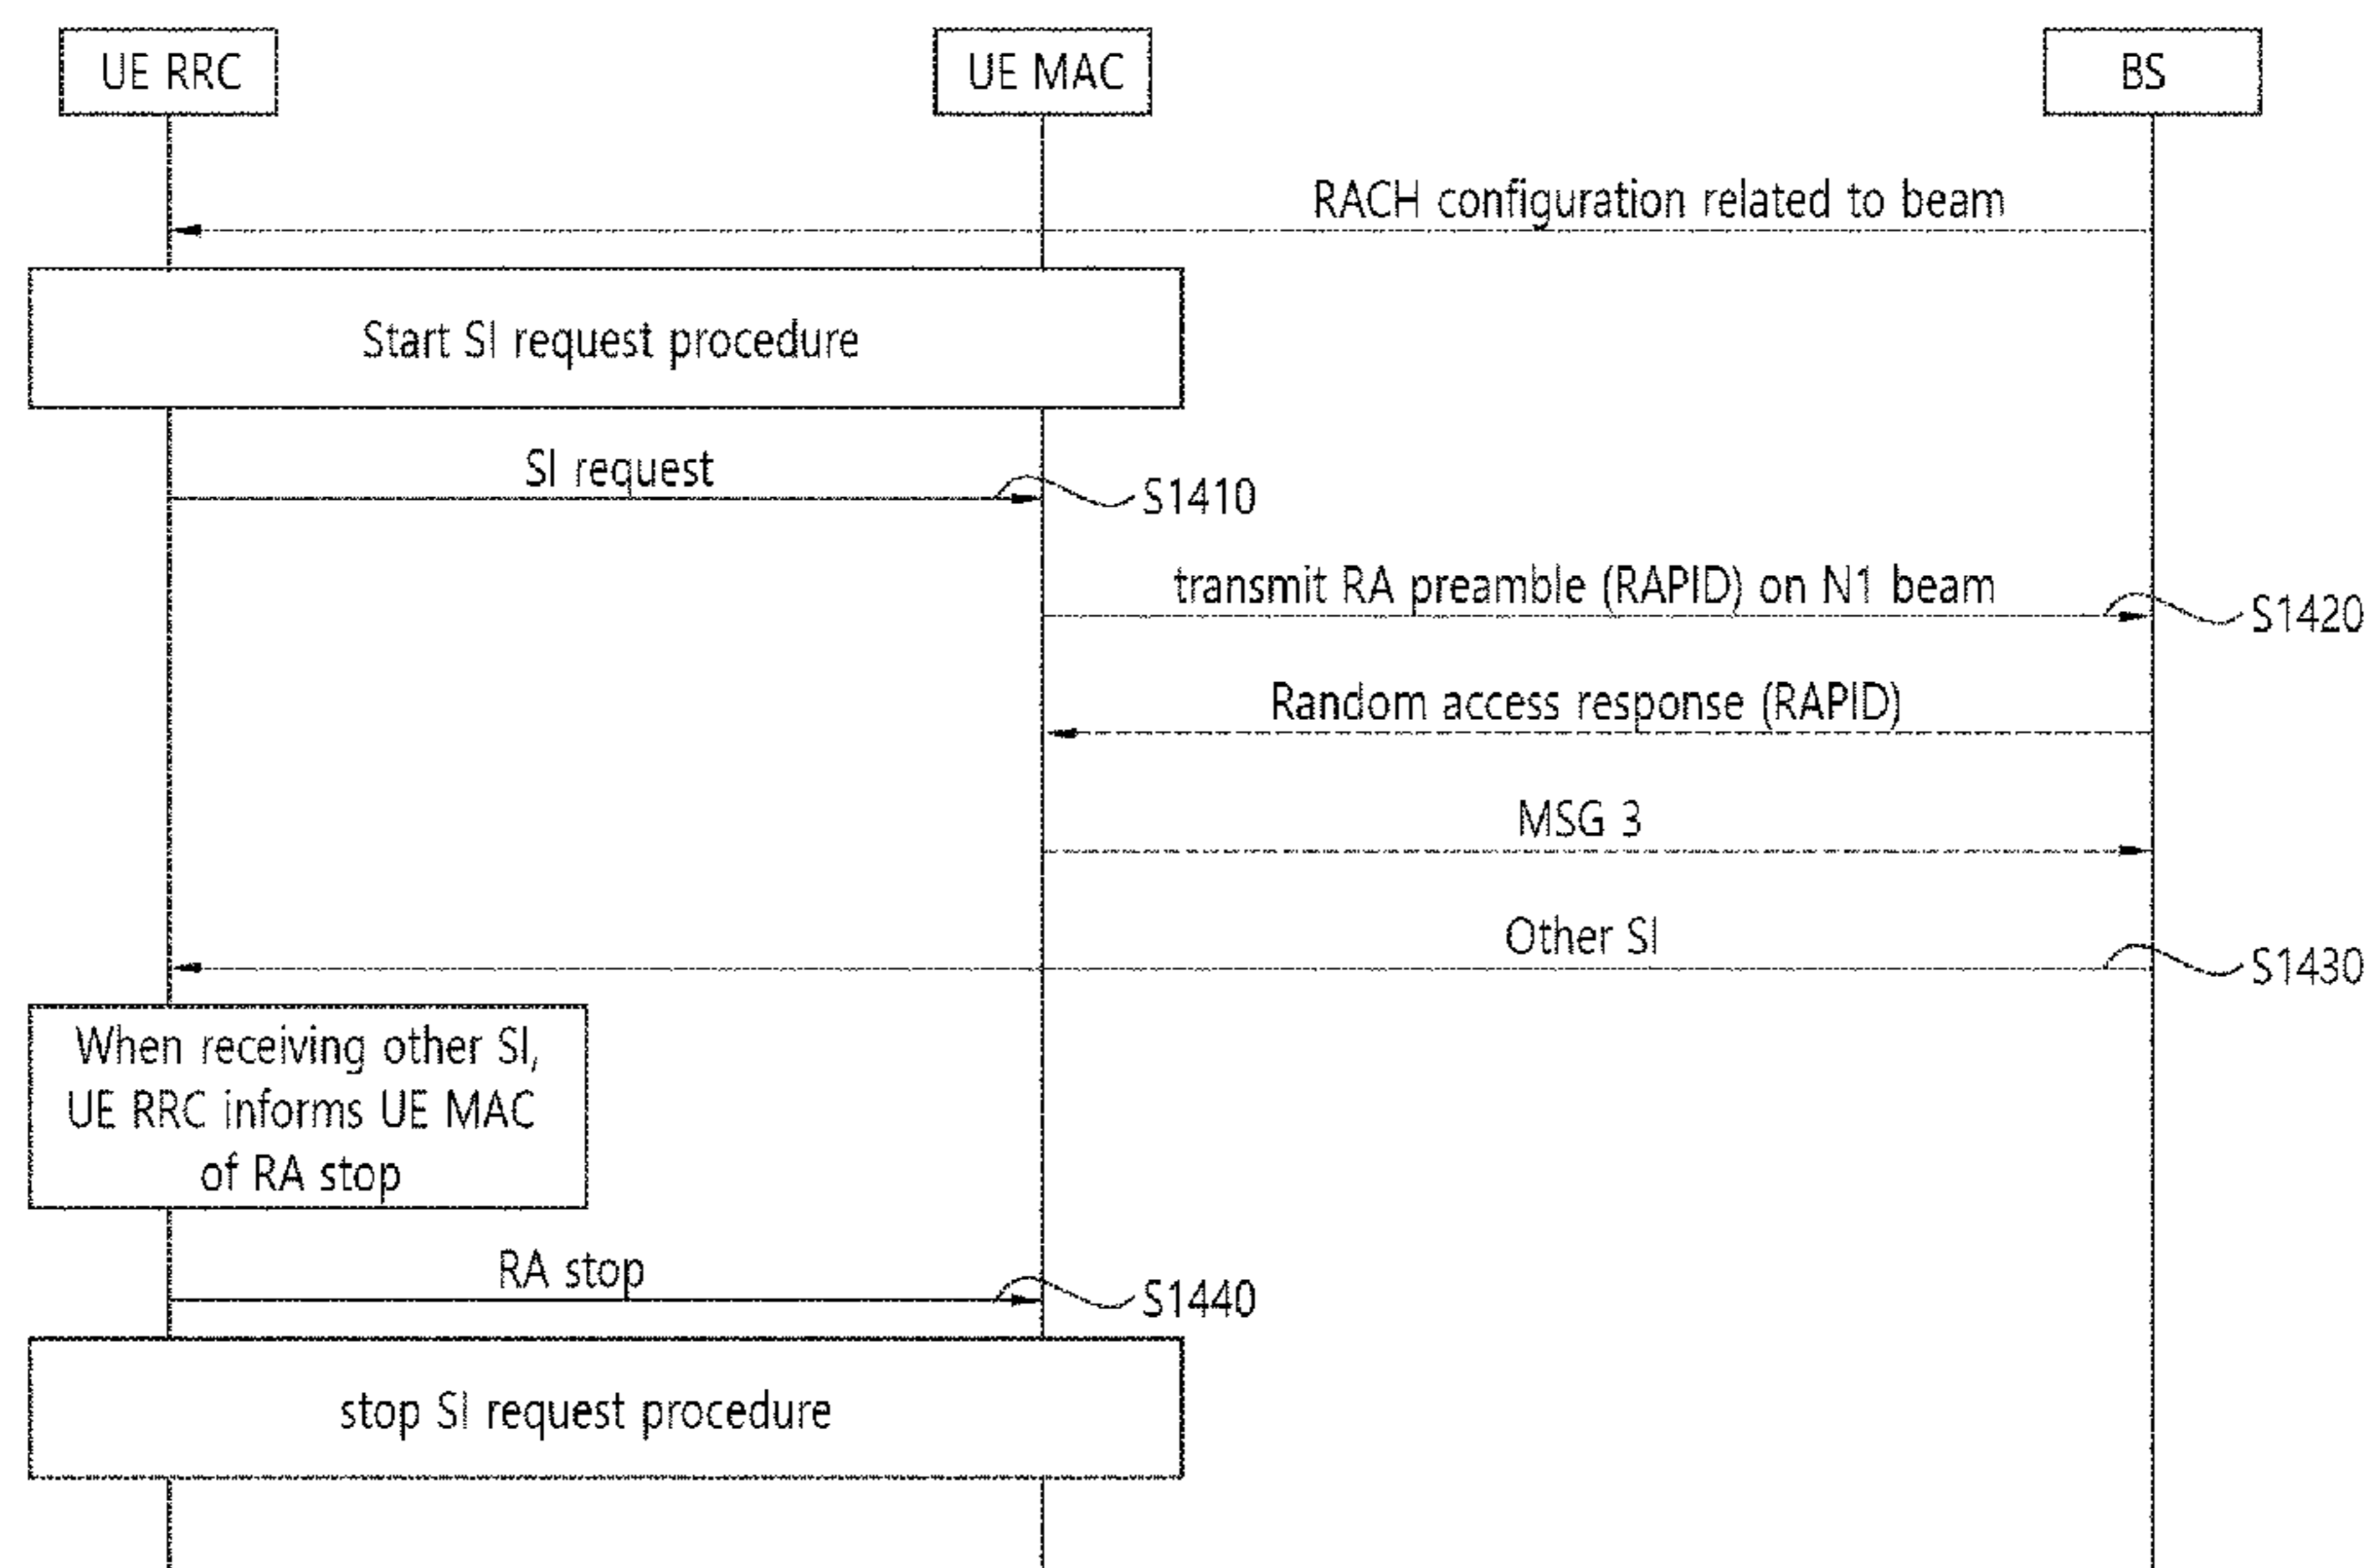 UE RRC
UE MAC
BS
RACH configuration related to beam
Start SI request procedure
SI request
S1410
transmit RA preamble (RAPID) on N1 beam
S1420
Random access response (RAPID)
MSG 3
Other SI
S1430
When receiving other SI,
UE RRC informs UE MAC
of RA stop
RA stop
S1440
stop SI request procedure